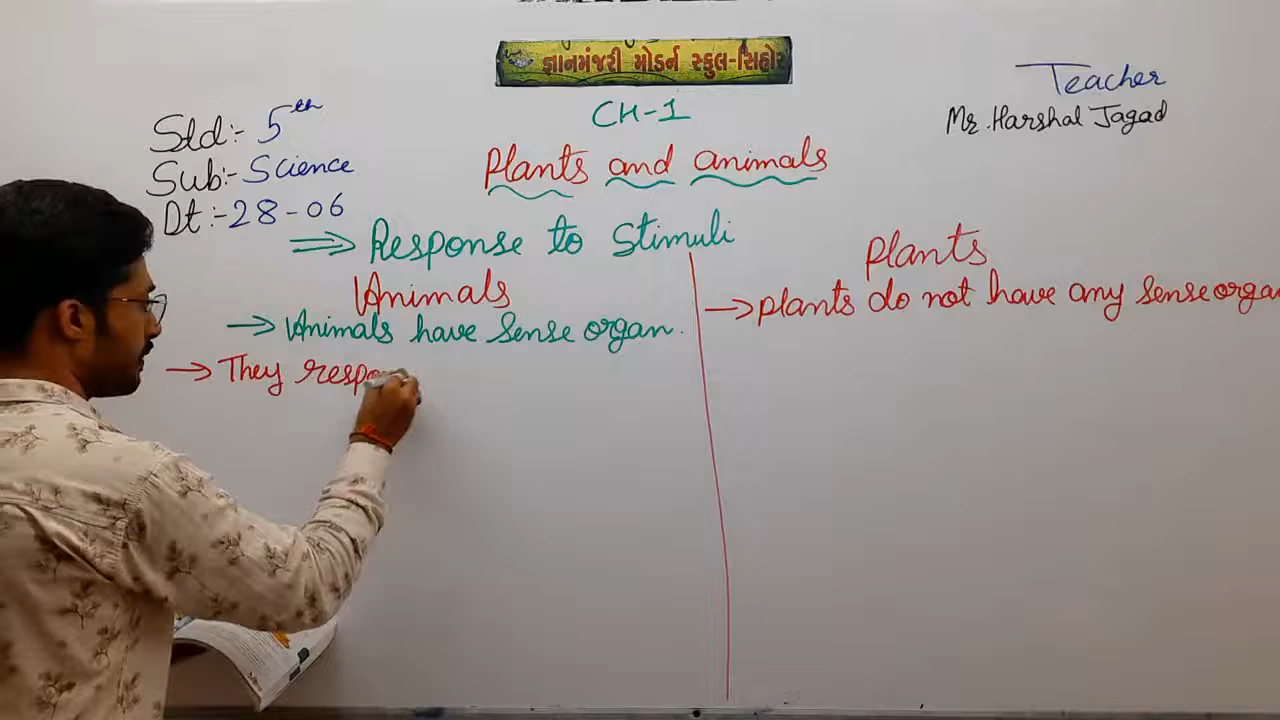 જ્ઞાનમંજરી મોડર્ન સ્કુલ-સિહોર
CH-1
Teacher
Mr. Harshal Jagad
Std:- 5th
Sub:- Science
Dt:- 28-06
Plants and animals
⇒ Response to Stimuli
Animals
→ Animals have Sense organ.
→ They respo
Plants
→ plants do not have any sense organ